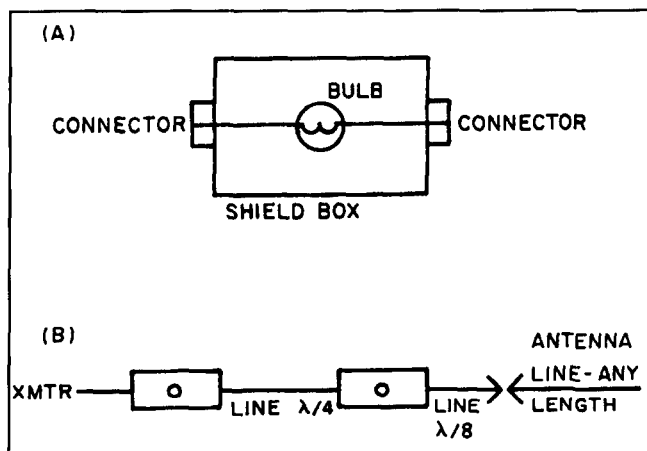 (A)
BULB
CONNECTOR
CONNECTOR
SHIELD BOX
(B)
ANTENNA
XMTR
LINE λ/4
LINE
λ/8
LINE-ANY
LENGTH